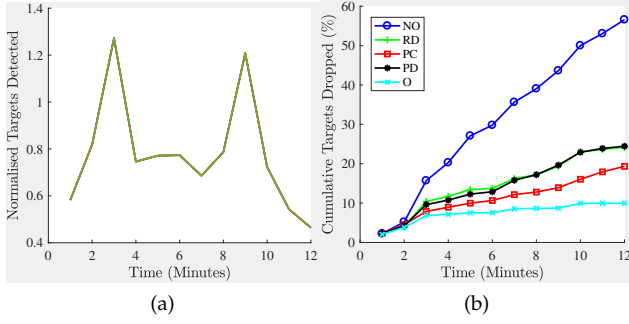 Normalised Targets Detected
1.4
1.2
1
0.8
0.6
0.4
0 2 4 6 8 10 12
Time (Minutes)
(a)
Cumulative Targets Dropped (%)
60
50
40
30
20
10
0
NO
RD
PC
PD
O
0 2 4 6 8 10 12
Time (Minutes)
(b)